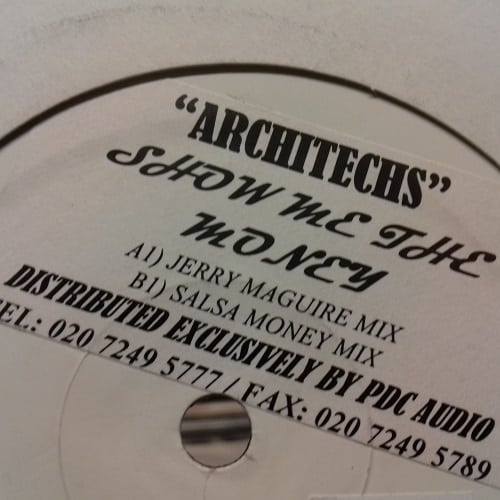 "ARCHITECHS"
SHOW ME THE
MONEY
A1) JERRY MAGUIRE MIX
B1) SALSA MONEY MIX
DISTRIBUTED EXCLUSIVELY BY PDC AUDIO
TEL: 020 7249 5777 / FAX: 020 7249 5789